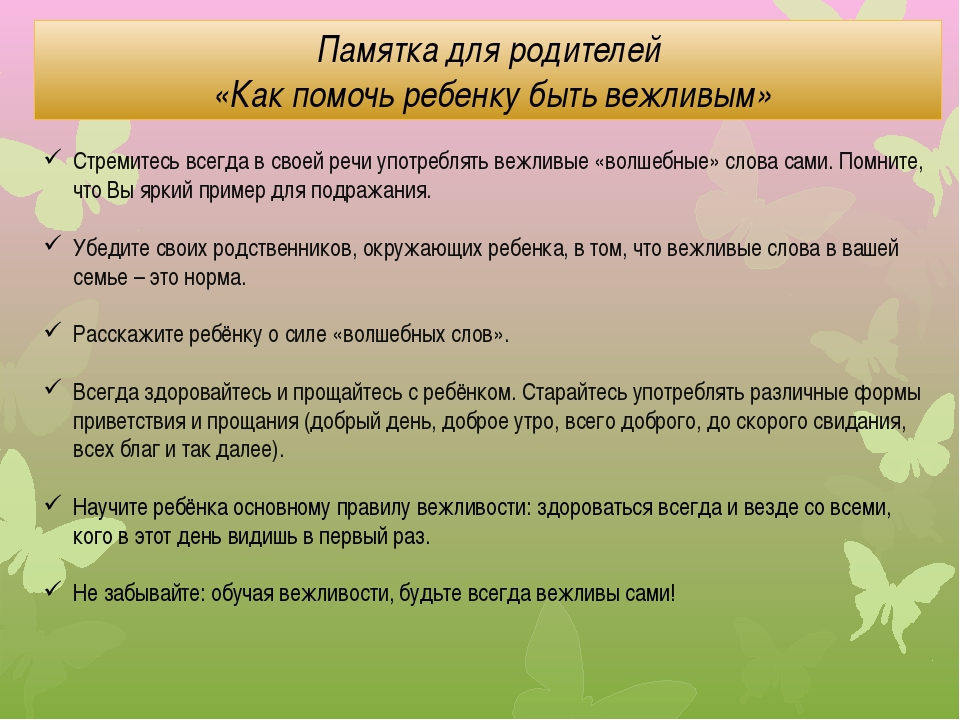 Памятка для родителей
«Как помочь ребенку быть вежливым»
✓ Стремитесь всегда в своей речи употреблять вежливые «волшебные» слова сами. Помните,
что Вы яркий пример для подражания.
✓ Убедите своих родственников, окружающих ребенка, в том, что вежливые слова в вашей
семье – это норма.
✓ Расскажите ребёнку о силе «волшебных слов».
✓ Всегда здоровайтесь и прощайтесь с ребёнком. Старайтесь употреблять различные формы
приветствия и прощания (добрый день, доброе утро, всего доброго, до скорого свидания,
всех благ и так далее).
✓ Научите ребёнка основному правилу вежливости: здороваться всегда и везде со всеми,
кого в этот день видишь в первый раз.
✓ Не забывайте: обучая вежливости, будьте всегда вежливы сами!